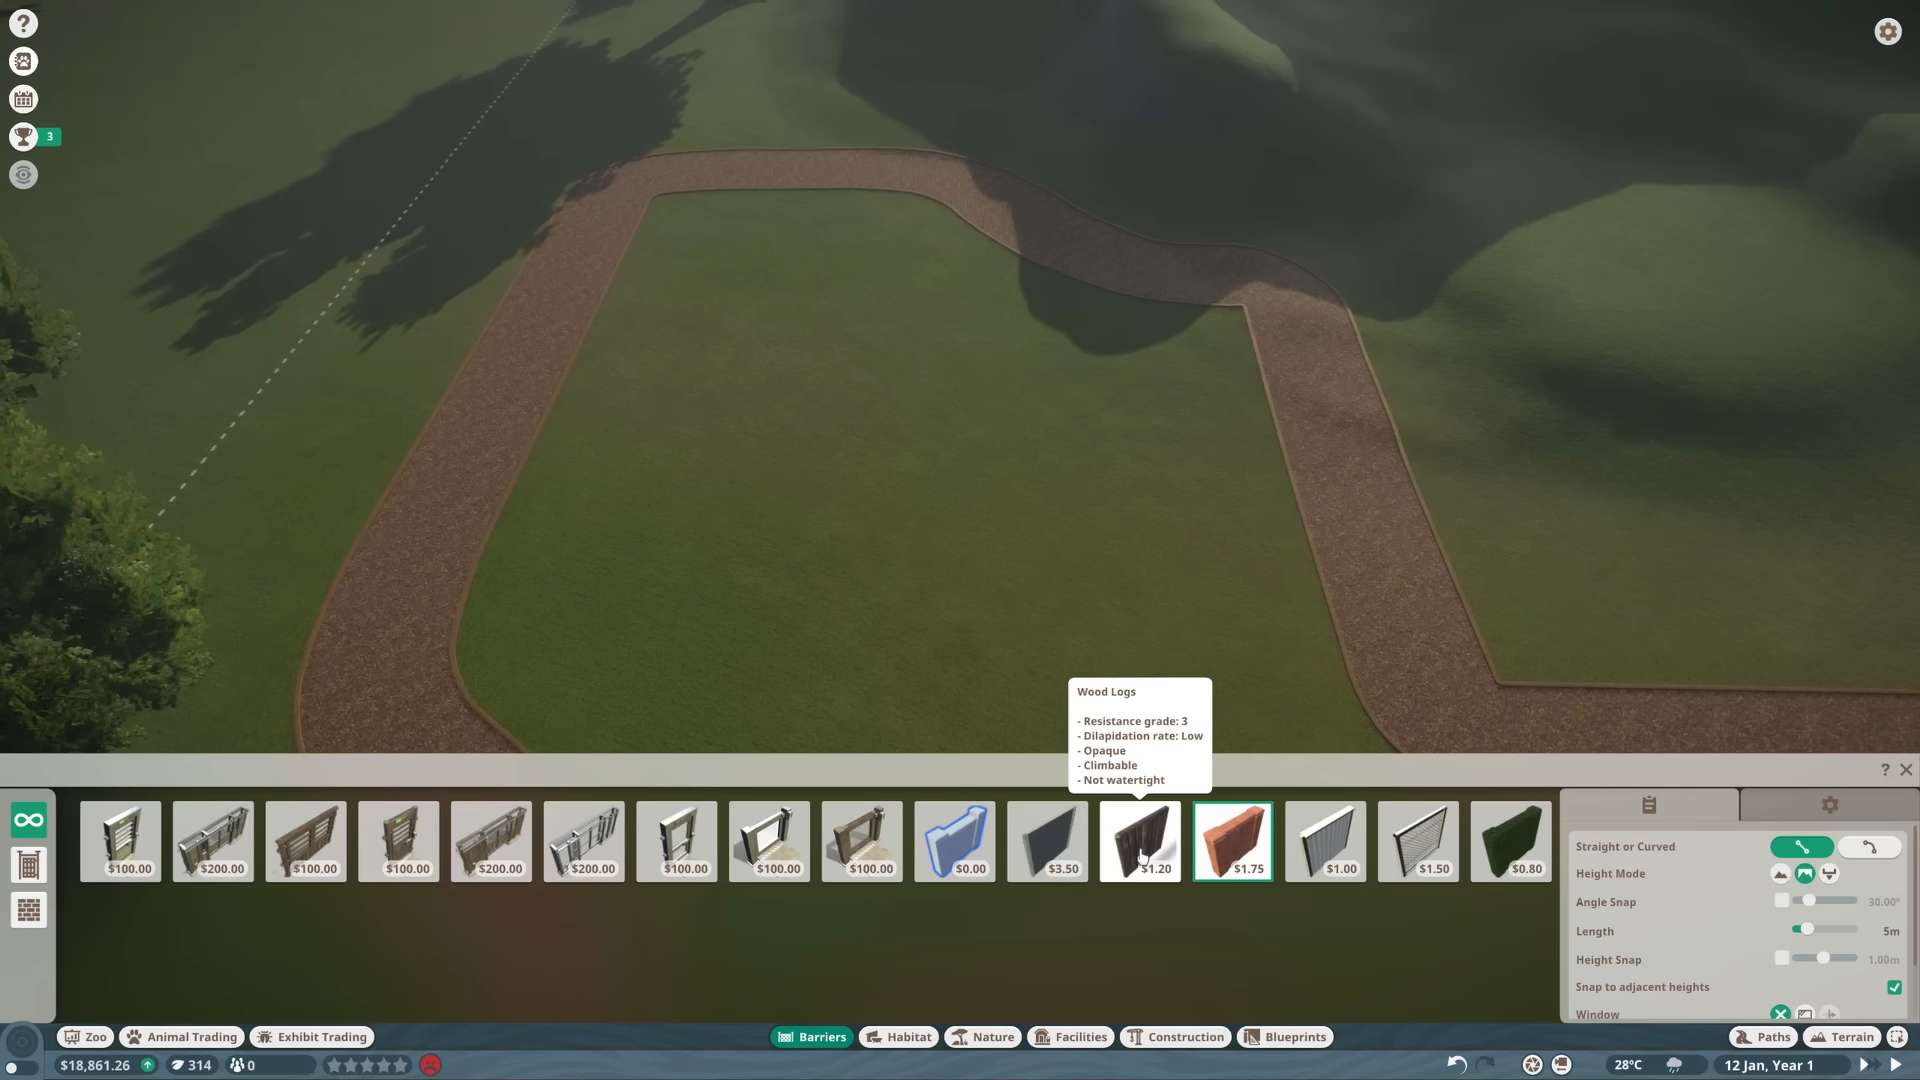 ?
3
Wood Logs
- Resistance grade: 3
- Dilapidation rate: Low
- Opaque
- Climbable
- Not watertight
?
$100.00
$200.00
$100.00
$100.00
$200.00
$200.00
$100.00
$100.00
$100.00
$0.00
$3.50
$1.20
$1.75
$1.00
$1.50
$0.80
Straight or Curved
Height Mode
Angle Snap 30.00°
Length 5m
Height Snap 1.00m
Snap to adjacent heights
Window
Zoo
Animal Trading
Exhibit Trading
Barriers
Habitat
Nature
Facilities
Construction
Blueprints
Paths
Terrain
$18,861.26
314
0
28°C
12 Jan, Year 1